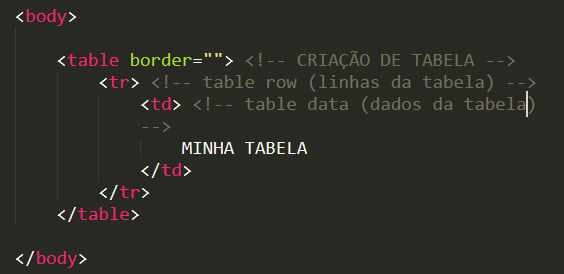 <body>
<table border=""> <!-- CRIAÇÃO DE TABELA -->
<tr> <!-- table row (linhas da tabela) -->
<td> <!-- table data (dados da tabela)
-->
MINHA TABELA
</td>
</tr>
</table>
</body>